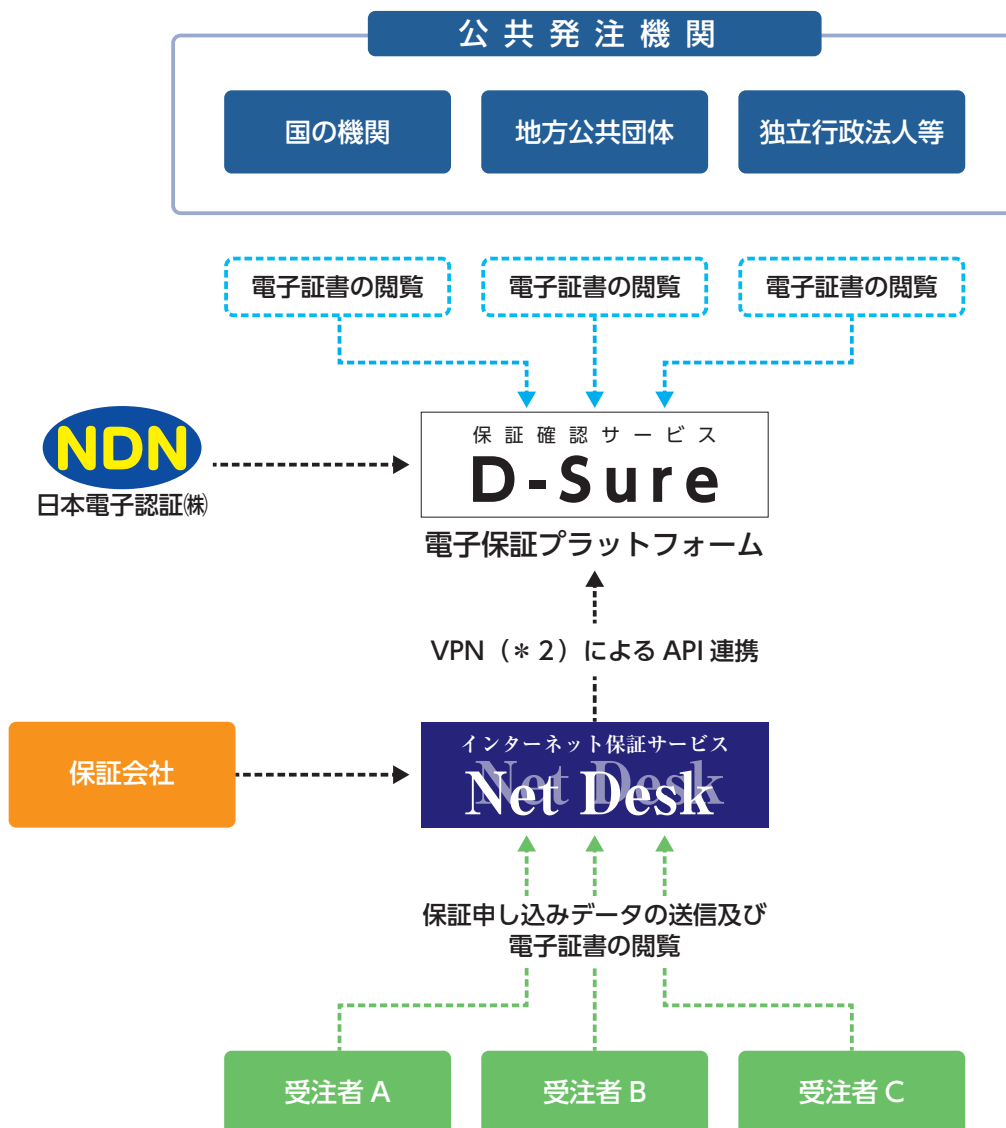 公共発注機関
国の機関
地方公共団体
独立行政法人等
電子証書の閲覧
電子証書の閲覧
電子証書の閲覧
NDN
日本電子認証㈱
保証確認サービス
D-Sure
電子保証プラットフォーム
VPN（＊2）による API 連携
保証会社
インターネット保証サービス
Net Desk
保証申し込みデータの送信及び
電子証書の閲覧
受注者 A
受注者 B
受注者 C